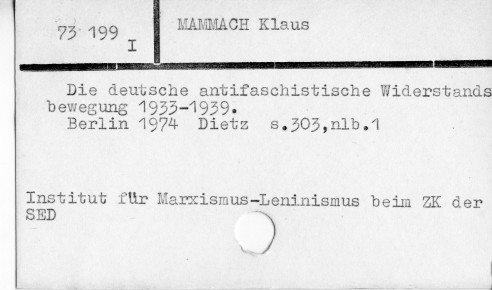 73 199
I
MAMMACH Klaus
Die deutsche antifaschistische Widerstands
bewegung 1933-1939.
Berlin 1974 Dietz s.303,nlb.1
Institut für Marxismus-Leninismus beim ZK der
SED